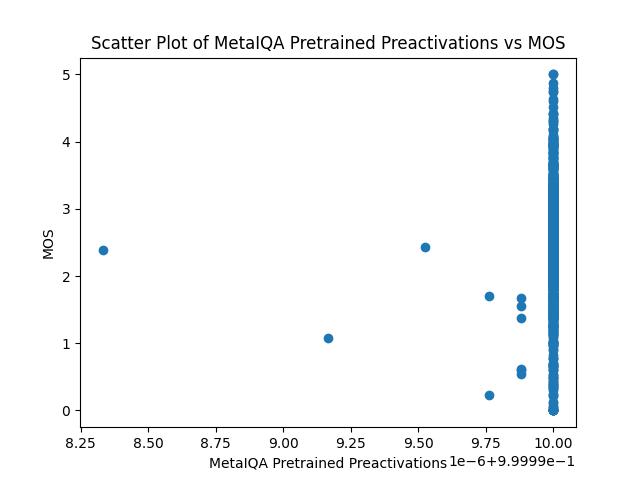 Scatter Plot of MetaIQA Pretrained Preactivations vs MOS
5
4
3
2
1
0
MOS
8.25 8.50 8.75 9.00 9.25 9.50 9.75 10.00
MetaIQA Pretrained Preactivations 1e−6+9.9999e−1